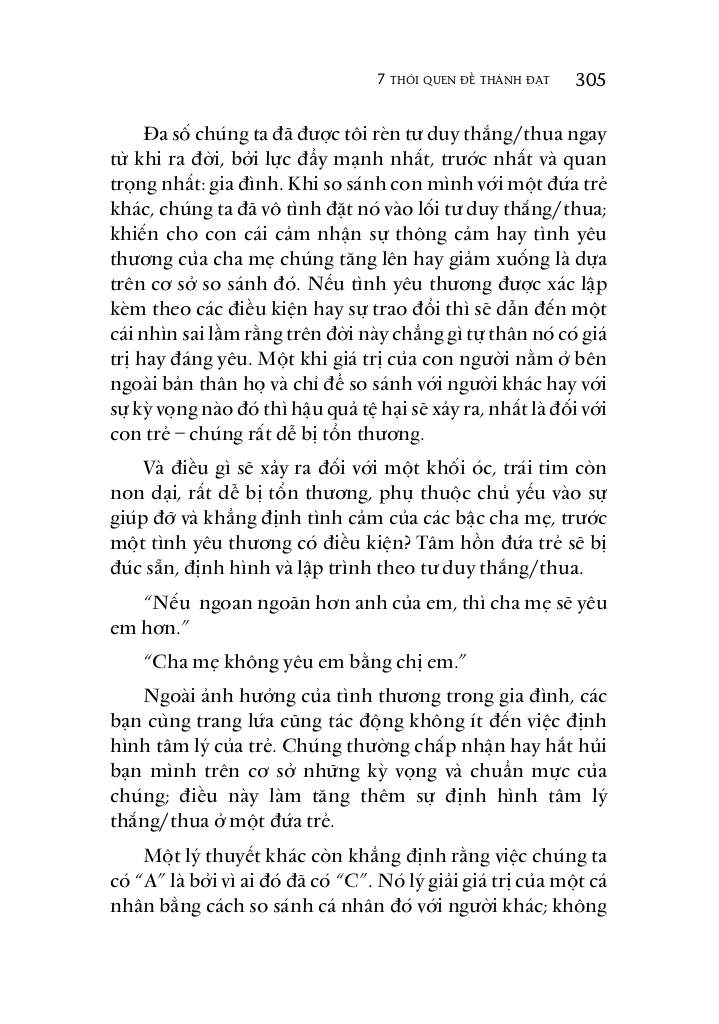 7 THÓI QUEN ĐỂ THÀNH ĐẠT 305
Đa số chúng ta đã được tôi rèn tư duy thắng/thua ngay
từ khi ra đời, bởi lực đẩy mạnh nhất, trước nhất và quan
trọng nhất: gia đình. Khi so sánh con mình với một đứa trẻ
khác, chúng ta đã vô tình đặt nó vào lối tư duy thắng/thua;
khiến cho con cái cảm nhận sự thông cảm hay tình yêu
thương của cha mẹ chúng tăng lên hay giảm xuống là dựa
trên cơ sở so sánh đó. Nếu tình yêu thương được xác lập
kèm theo các điều kiện hay sự trao đổi thì sẽ dẫn đến một
cái nhìn sai lầm rằng trên đời này chẳng gì tự thân nó có giá
trị hay đáng yêu. Một khi giá trị của con người nằm ở bên
ngoài bản thân họ và chỉ để so sánh với người khác hay với
sự kỳ vọng nào đó thì hậu quả tệ hại sẽ xảy ra, nhất là đối với
con trẻ – chúng rất dễ bị tổn thương.
Và điều gì sẽ xảy ra đối với một khối óc, trái tim còn
non dại, rất dễ bị tổn thương, phụ thuộc chủ yếu vào sự
giúp đỡ và khẳng định tình cảm của các bậc cha mẹ, trước
một tình yêu thương có điều kiện? Tâm hồn đứa trẻ sẽ bị
đúc sẵn, định hình và lập trình theo tư duy thắng/thua.
“Nếu ngoan ngoãn hơn anh của em, thì cha mẹ sẽ yêu
em hơn.”
“Cha mẹ không yêu em bằng chị em.”
Ngoài ảnh hưởng của tình thương trong gia đình, các
bạn cùng trang lứa cũng tác động không ít đến việc định
hình tâm lý của trẻ. Chúng thường chấp nhận hay hắt hủi
bạn mình trên cơ sở những kỳ vọng và chuẩn mực của
chúng; điều này làm tăng thêm sự định hình tâm lý
thắng/thua ở một đứa trẻ.
Một lý thuyết khác còn khẳng định rằng việc chúng ta
có “A” là bởi vì ai đó đã có “C”. Nó lý giải giá trị của một cá
nhân bằng cách so sánh cá nhân đó với người khác; không